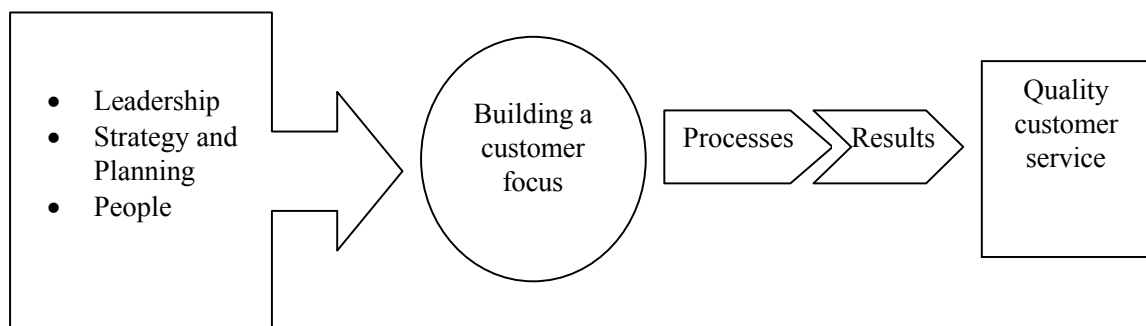 • Leadership
• Strategy and
Planning
• People
Building a
customer
focus
Processes
Results
Quality
customer
service